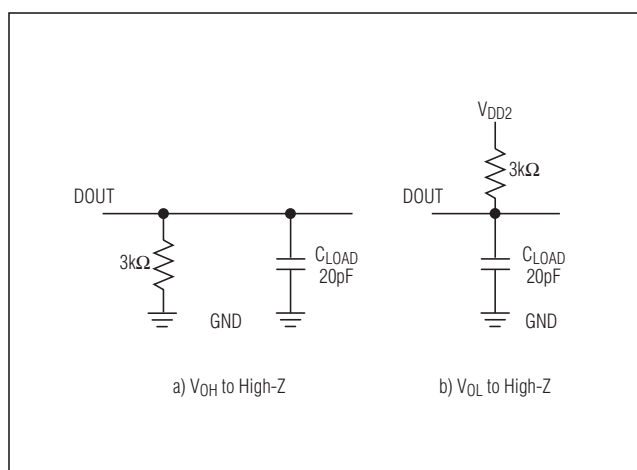 DOUT
3kΩ
GND
CLOAD
20pF
a) VOH to High-Z
VDD2
3kΩ
DOUT
CLOAD
20pF
GND
b) VOL to High-Z